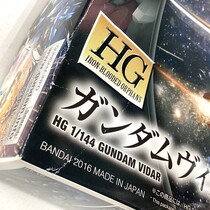 HG
IRON-BLOODED ORPHANS
ガンダムヴィ
HG 1/144 GUNDAM VIDAR
BANDAI 2016 MADE IN JAPAN